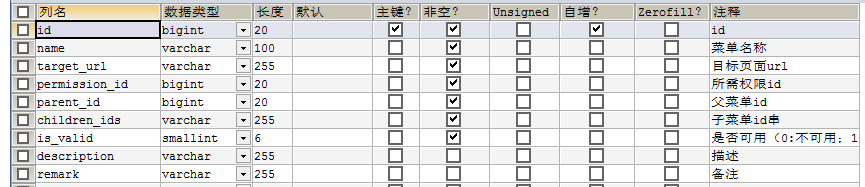 列名 数据类型 长度 默认 主键? 非空? Unsigned 自增? Zerofill? 注释
id bigint 20 id
name varchar 100 菜单名称
target_url varchar 255 目标页面url
permission_id bigint 20 所需权限id
parent_id bigint 20 父菜单id
children_ids varchar 255 子菜单id串
is_valid smallint 6 是否可用（0:不可用; 1
description varchar 255 描述
remark varchar 255 备注